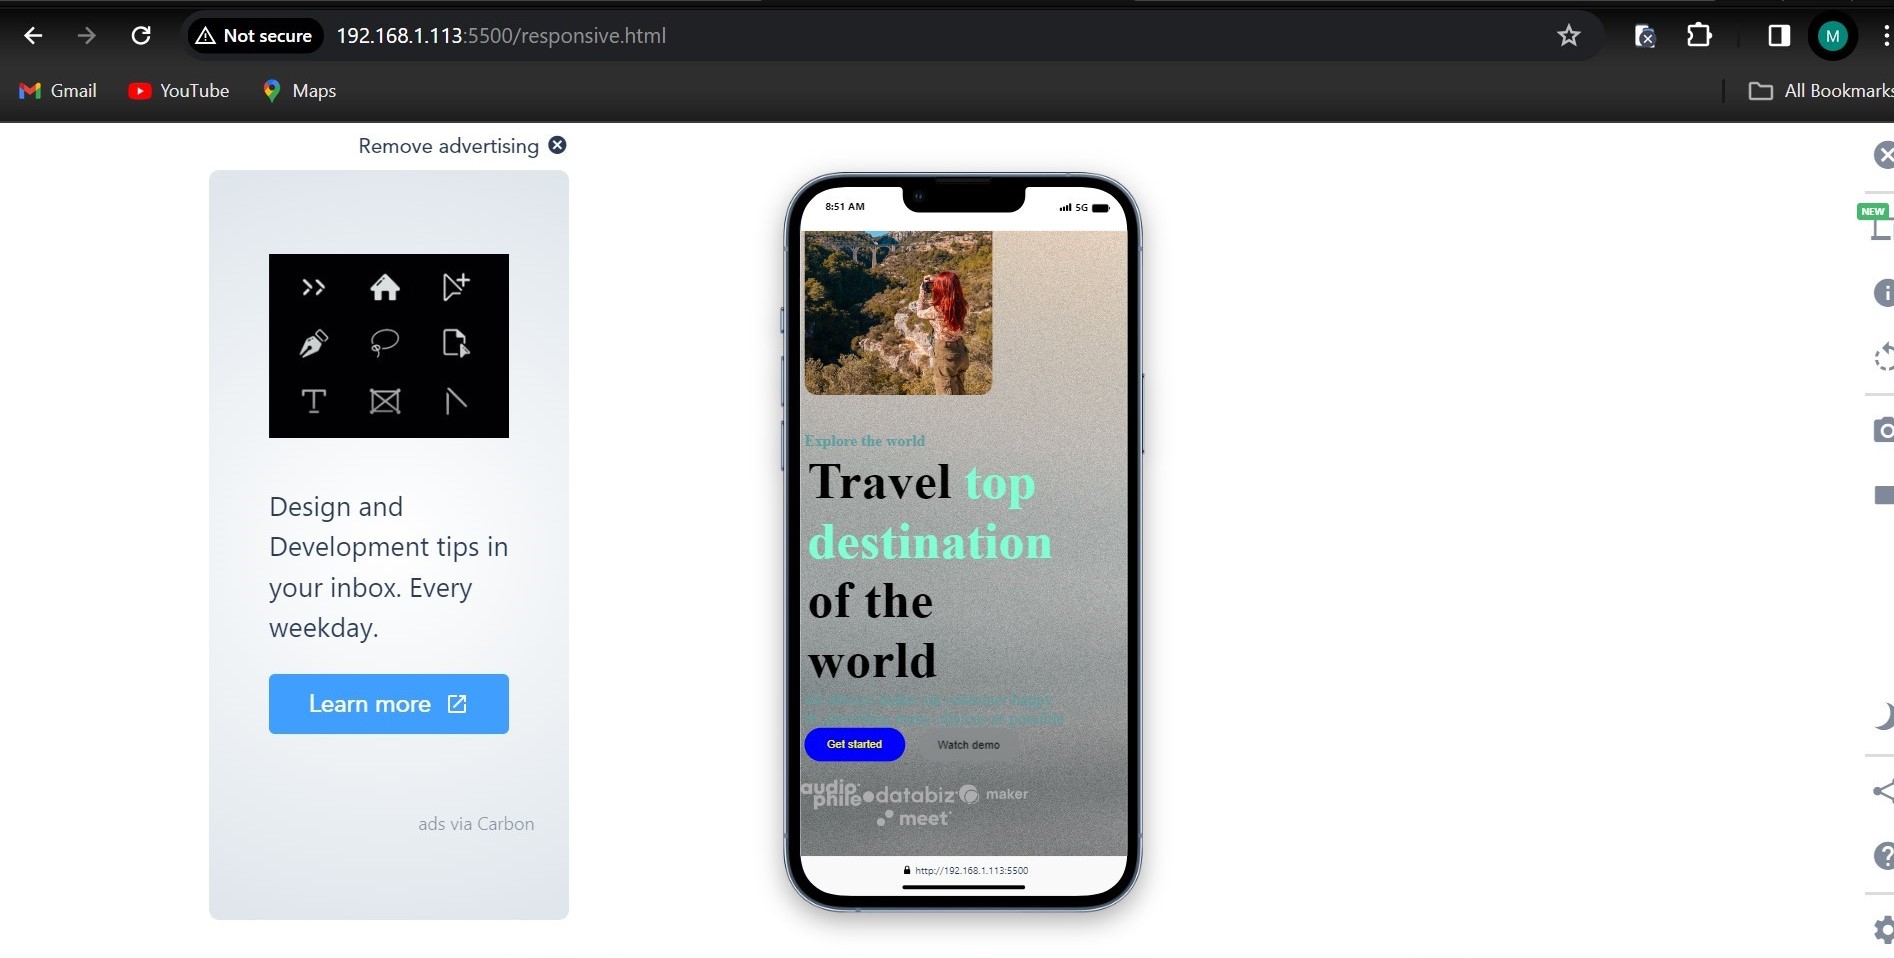 Not secure
192.168.1.113:5500/responsive.html
Gmail
YouTube
Maps
All Bookmarks
Remove advertising
NEW
Design and
Development tips in
your inbox. Every
weekday.
Learn more
ads via Carbon
8:51 AM
5G
Explore the world
Travel top
destination
of the
world
Get started
Watch demo
audio
phile
databiz
maker
meet
http://192.168.1.113:5500
M